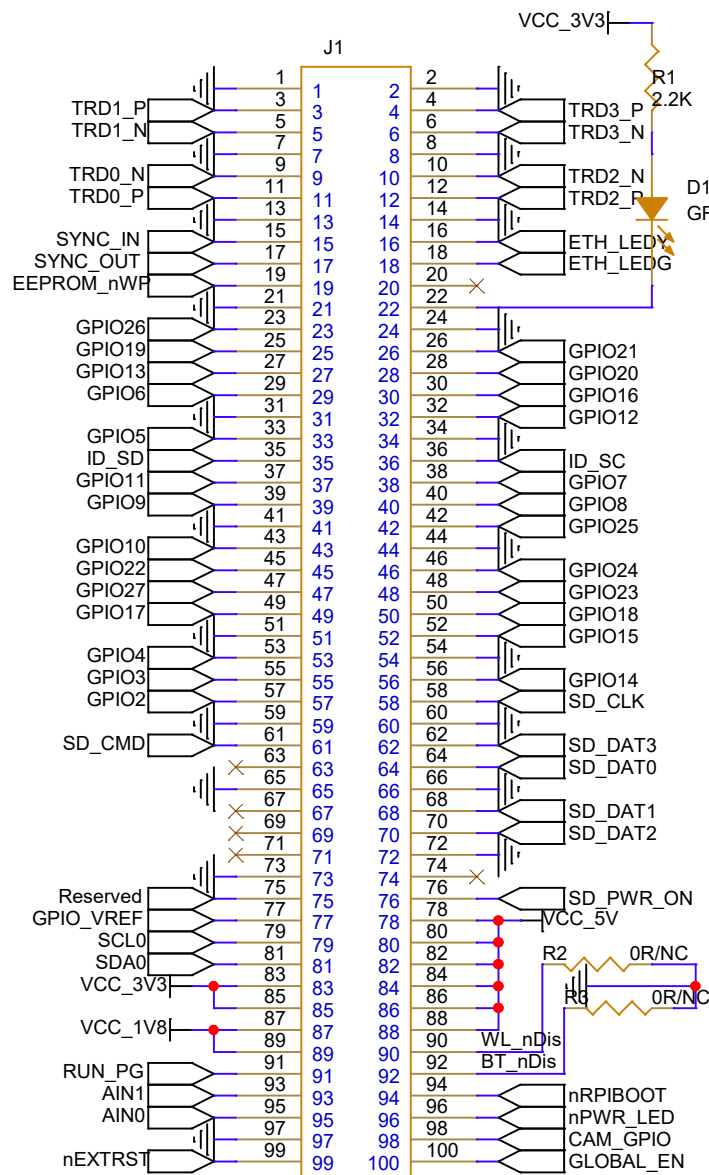 VCC_3V3
J1
R1
2.2K
1 1 2 2
TRD1_P 3 3 4 4 TRD3_P
TRD1_N 5 5 6 6 TRD3_N
7 7 8 8
TRD0_N 9 9 10 10 TRD2_N
D1
TRD0_P 11 11 12 12 TRD2_P
GR
13 13 14 14
SYNC_IN 15 15 16 16 ETH_LEDY
SYNC_OUT 17 17 18 18 ETH_LEDG
EEPROM_nWP 19 19 20 20
21 21 22 22
GPIO26 23 23 24 24
GPIO19 25 25 26 26 GPIO21
GPIO13 27 27 28 28 GPIO20
GPIO6 29 29 30 30 GPIO16
31 31 32 32 GPIO12
GPIO5 33 33 34 34
ID_SD 35 35 36 36 ID_SC
GPIO11 37 37 38 38 GPIO7
GPIO9 39 39 40 40 GPIO8
41 41 42 42 GPIO25
GPIO10 43 43 44 44
GPIO22 45 45 46 46 GPIO24
GPIO27 47 47 48 48 GPIO23
GPIO17 49 49 50 50 GPIO18
51 51 52 52 GPIO15
GPIO4 53 53 54 54
GPIO3 55 55 56 56 GPIO14
GPIO2 57 57 58 58 SD_CLK
59 59 60 60
SD_CMD 61 61 62 62 SD_DAT3
63 63 64 64 SD_DAT0
65 65 66 66
67 67 68 68 SD_DAT1
69 69 70 70 SD_DAT2
71 71 72 72
73 73 74 74
Reserved 75 75 76 76 SD_PWR_ON
GPIO_VREF 77 77 78 78 VCC_5V
SCL0 79 79 80 80
SDA0 81 81 82 82 R2 0R/NC
VCC_3V3 83 83 84 84
85 85 86 86 R3 0R/NC
VCC_1V8 87 87 88 88
89 89 90 90 WL_nDis
RUN_PG 91 91 92 92 BT_nDis
AIN1 93 93 94 94 nRPIBOOT
AIN0 95 95 96 96 nPWR_LED
97 97 98 98 CAM_GPIO
nEXTRST 99 99 100 100 GLOBAL_EN